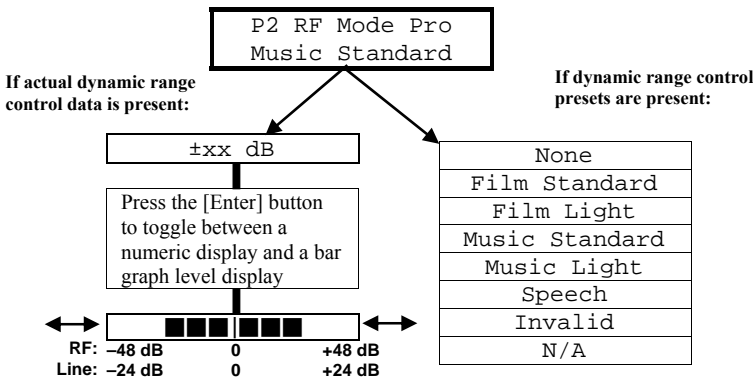 P2 RF Mode Pro
Music Standard
If actual dynamic range
control data is present:
If dynamic range control
presets are present:
±xx dB
Press the [Enter] button
to toggle between a
numeric display and a bar
graph level display
RF: –48 dB 0 +48 dB
Line: –24 dB 0 +24 dB
None
Film Standard
Film Light
Music Standard
Music Light
Speech
Invalid
N/A